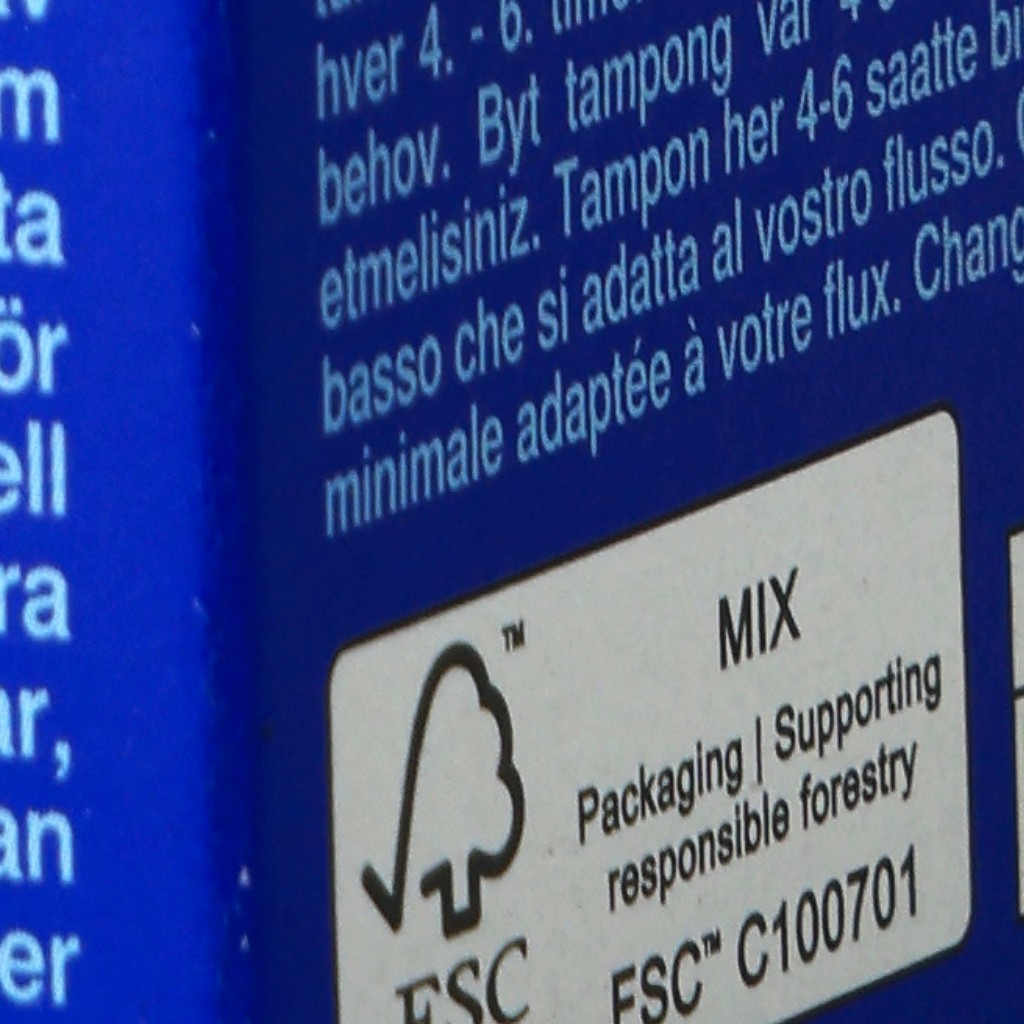 m
ta
ör
ell
ra
ar,
an
er
hver 4. - 6.
behov. Byt tampong var
etmelisiniz. Tampon her 4-6 saatte
basso che si adatta al vostro flusso.
minimale adaptée à votre flux.
TM
MIX
Packaging | Supporting
responsible forestry
FSC™ C100701
FSC